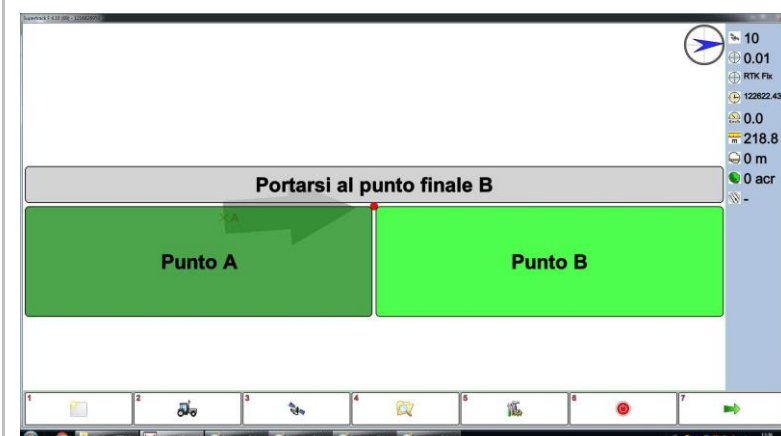 10
0.01
RTK Fix
122622.43
0.0
218.8
0 m
0 acr
-
Portarsi al punto finale B
A
Punto A
Punto B
1
2
3
4
5
6
7